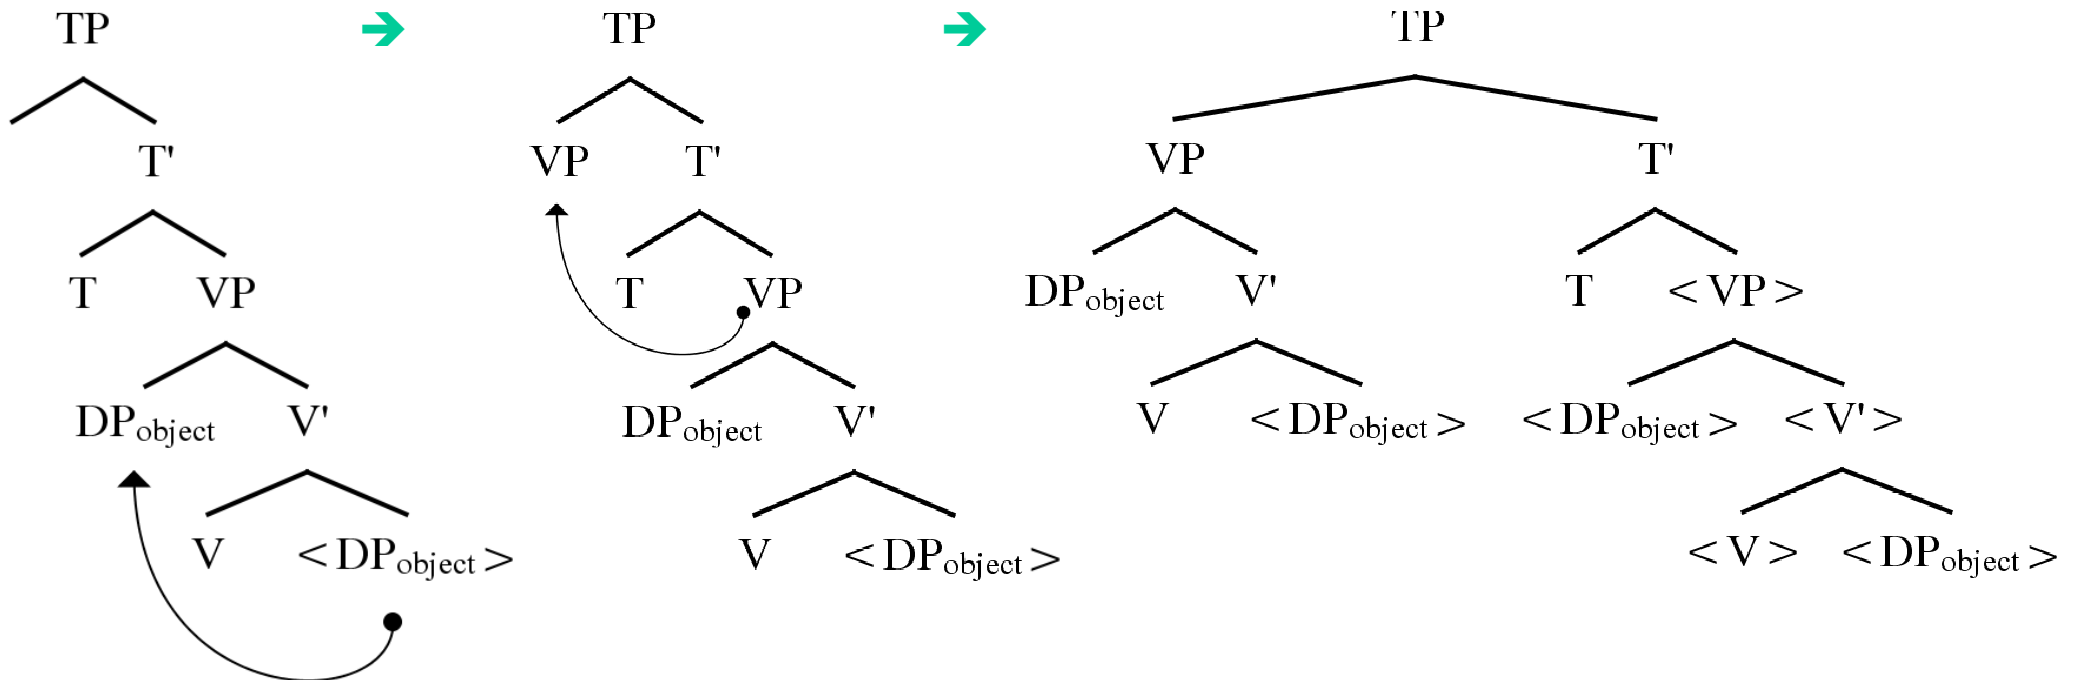 TP ➔ TP ➔ TP
T' VP T' VP T'
T VP T VP DPobject V' T <VP>
DPobject V' DPobject V' V <DPobject> <DPobject> <V'>
V <DPobject> V <DPobject> <V> <DPobject>